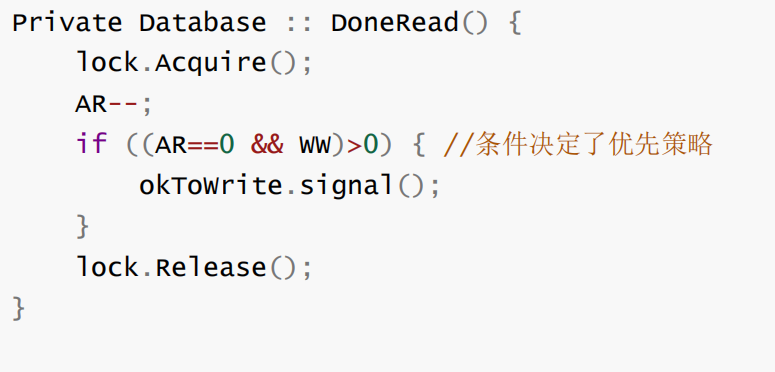 Private Database :: DoneRead() {
    lock.Acquire();
    AR--;
    if ((AR==0 && WW)>0) { //条件决定了优先策略
        okToWrite.signal();
    }
    lock.Release();
}